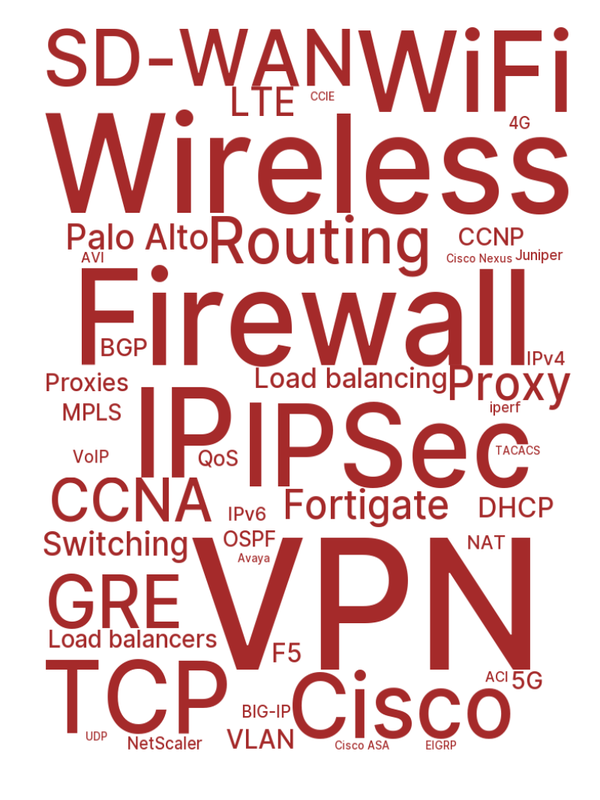 SD-WAN WiFi
LTE CCIE
4G
Wireless
Palo Alto Routing CCNP
AVI Cisco Nexus Juniper
Firewall
BGP IPv4
Proxies Load balancing Proxy
MPLS iperf
IP IPSec
VoIP QoS TACACS
CCNA IPv6 Fortigate DHCP
Switching OSPF NAT
Avaya
VPN
GRE
Load balancers F5
TCP Cisco ACI 5G
BIG-IP
UDP NetScaler VLAN Cisco ASA EIGRP